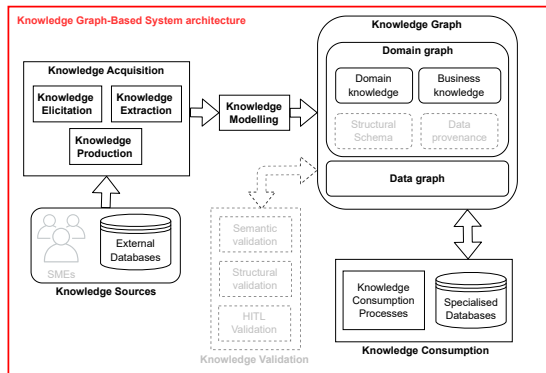 Knowledge Graph-Based System architecture
Knowledge Graph
Domain graph
Domain
knowledge
Business
knowledge
Structural
Schema
Data
provenance
Data graph
Knowledge Acquisition
Knowledge
Elicitation
Knowledge
Extraction
Knowledge
Production
Knowledge
Modelling
SMEs
External
Databases
Knowledge Sources
Semantic
validation
Structural
validation
HITL
Validation
Knowledge Validation
Knowledge
Consumption
Processes
Specialised
Databases
Knowledge Consumption